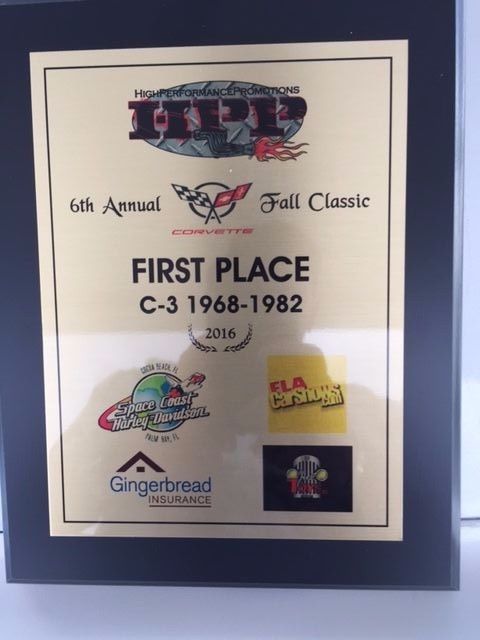 HIGHPERFORMANCEPROMOTIONS
HPP
6th Annual
Fall Classic
CORVETTE
FIRST PLACE
C-3 1968-1982
2016
COCOA BEACH, FL
Space Coast
Harley-Davidson
PALM BAY, FL
FLA
CarShows
.com
Gingerbread
INSURANCE